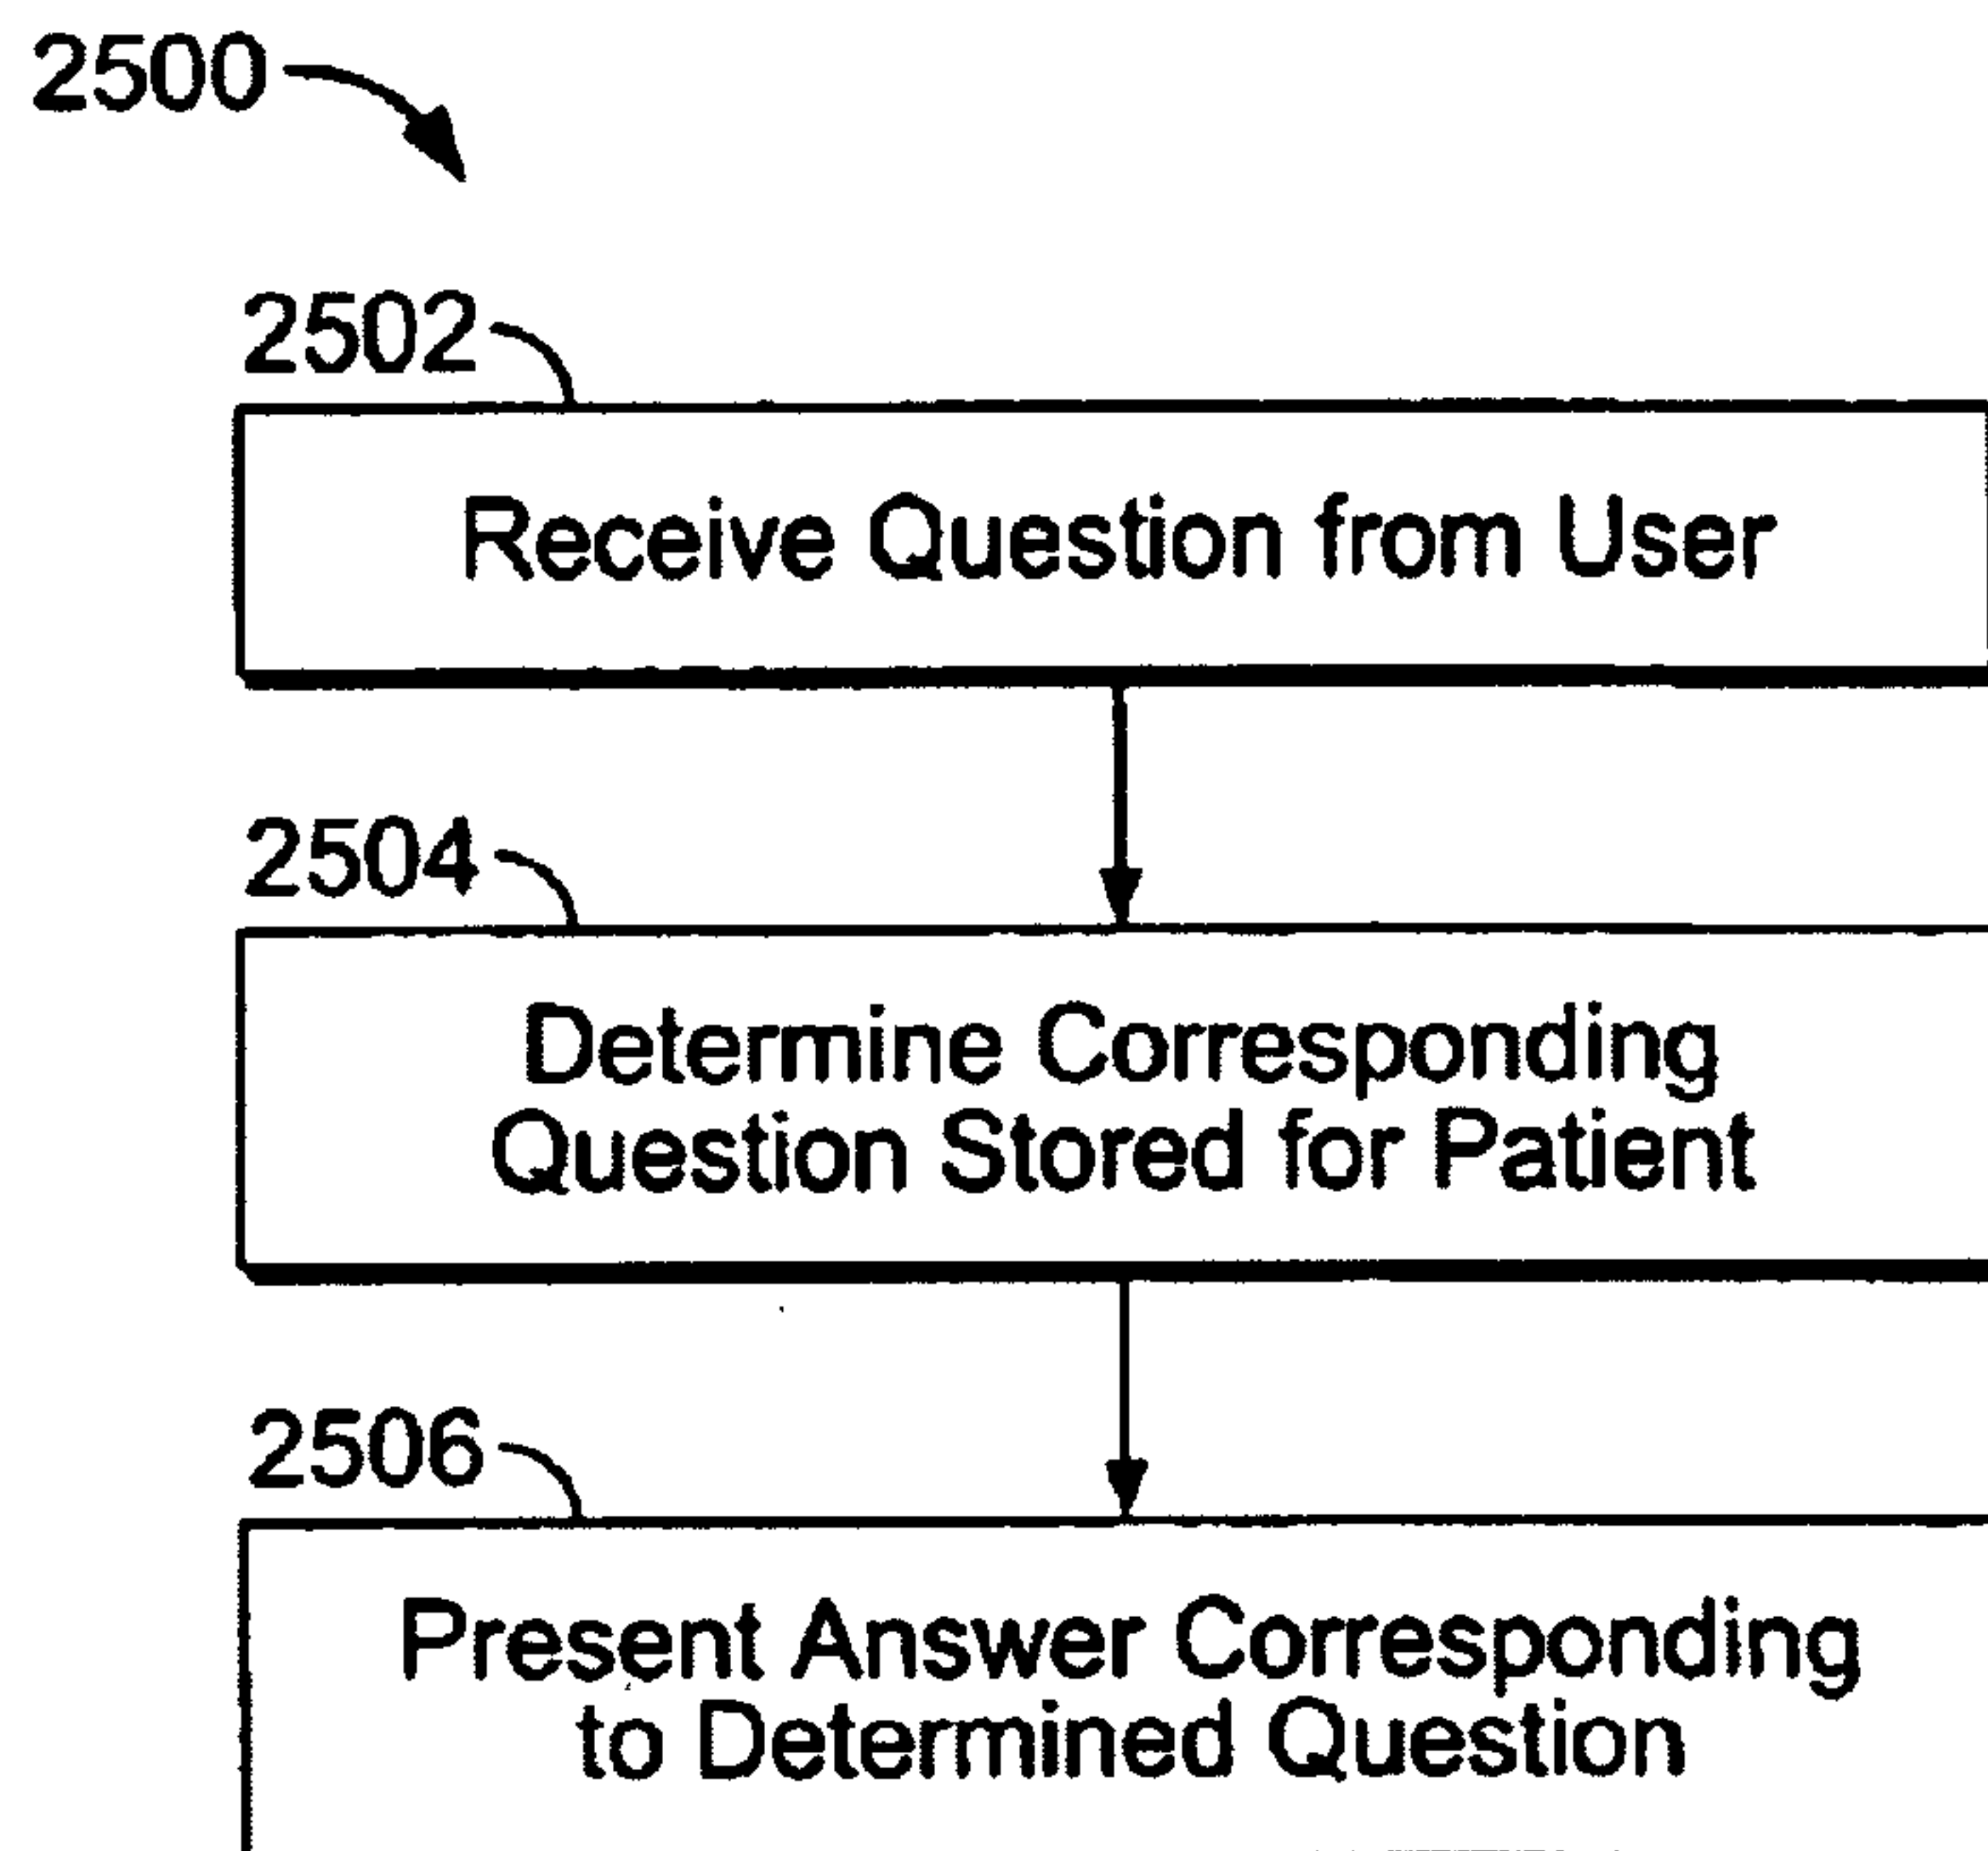 2500
2502
Receive Question from User
2504
Determine Corresponding
Question Stored for Patient
2506
Present Answer Corresponding
to Determined Question